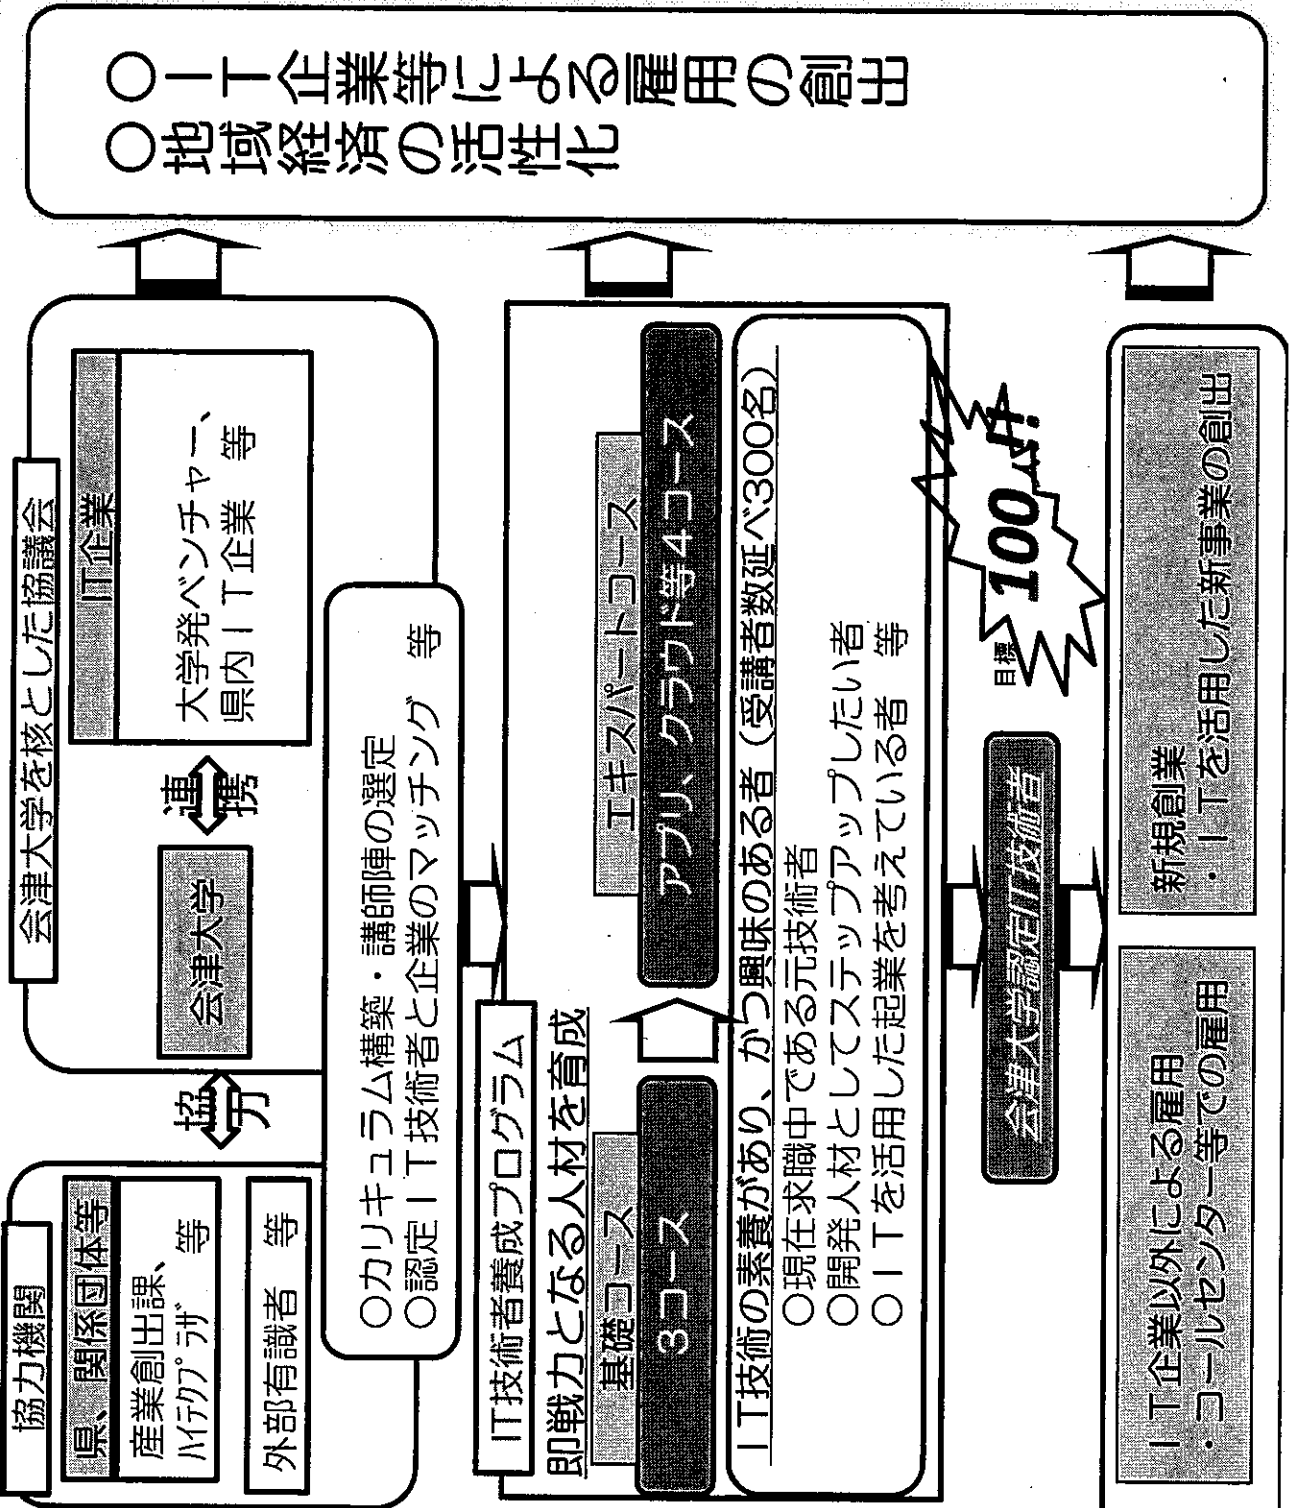 協力機関
県、関係団体等
産業創出課、
ﾊｲﾃｸﾌﾟﾗｻﾞ 等
外部有識者 等
協力
会津大学を核とした協議会
会津大学
連携
IT企業
大学発ベンチャー、
県内ＩＴ企業 等
○カリキュラム構築・講師陣の選定
○認定ＩＴ技術者と企業のマッチング 等
IT技術者養成プログラム
即戦力となる人材を育成
基礎コース
3コース
エキスパートコース
アプリ、クラウド等4コース
ＩＴ技術の素養があり、かつ興味のある者（受講者数延べ300名）
○現在求職中である元技術者
○開発人材としてステップアップしたい者
○ＩＴを活用した起業を考えている者 等
会津大学認定IT技術者
目標
100人!!
ＩＴ企業以外による雇用
・コールセンター等での雇用
新規創業
・ＩＴを活用した新事業の創出
○ＩＴ企業等による雇用の創出
○地域経済の活性化